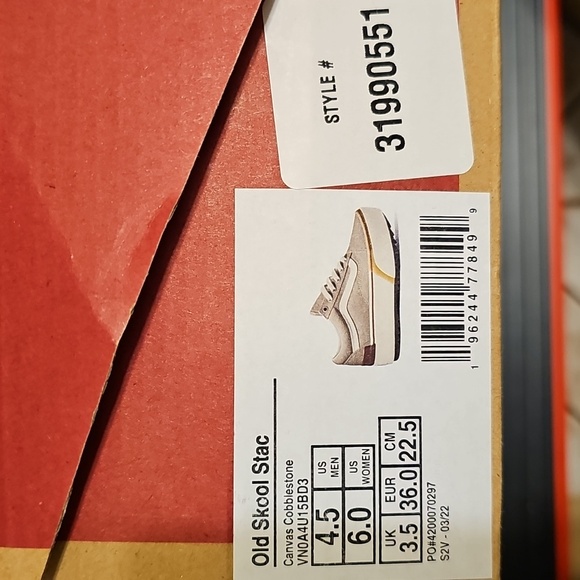 STYLE #
31990551
Old Skool Stac
Canvas Cobblestone
VN0A4U15BD3
4.5 US MEN
6.0 US WOMEN
UK EUR CM
3.5 36.0 22.5
PO#4200070297
S2V - 03/22
1 96244 77849 9